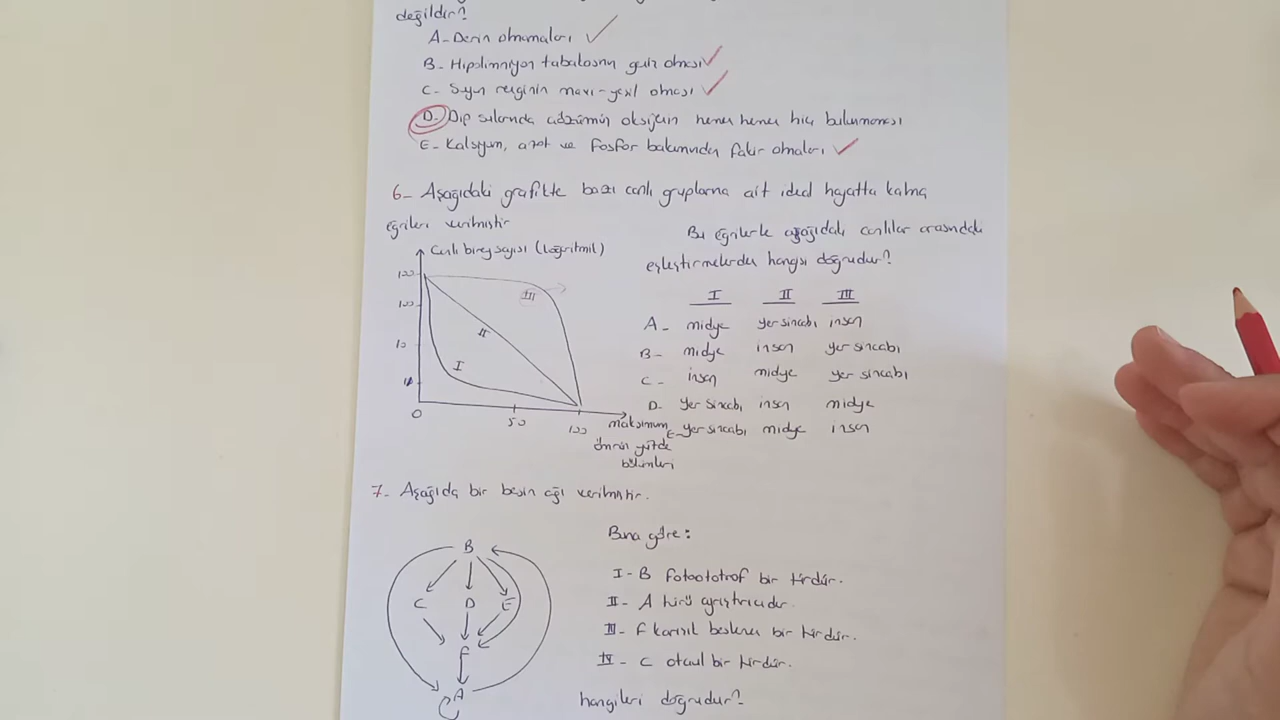 değildir?
A- Derin olmamaları
B- Hipolimniyon tabakasının geniş olması
C- Suyun renginin mavi-yeşil olması
D- Dip sularında çözünmüş oksijenin hemen hemen hiç bulunmaması
E- Kalsiyum, azot ve fosfor bakımından fakir olmaları
6- Aşağıdaki grafikte bazı canlı gruplarına ait ideal hayatta kalma
eğrileri verilmiştir
Canlı birey sayısı (Logaritmik)
100
10
0
50
100
I
II
III
maksimum
ömrün yüzde
bölümleri
Bu eğrilerle aşağıdaki canlılar arasındaki
eşleştirmelerden hangisi doğrudur?
I II III
A- midye yer sincabı insan
B- midye insan yer sincabı
C- insan midye yer sincabı
D- yer sincabı insan midye
E- yer sincabı midye insan
7- Aşağıda bir besin ağı verilmiştir.
B
C D E
F
A
Buna göre:
I- B fotoototrof bir türdür.
II- A türü ayrıştırıcıdır.
III- F karışık beslenen bir türdür.
IV- C otçul bir türdür.
hangileri doğrudur?